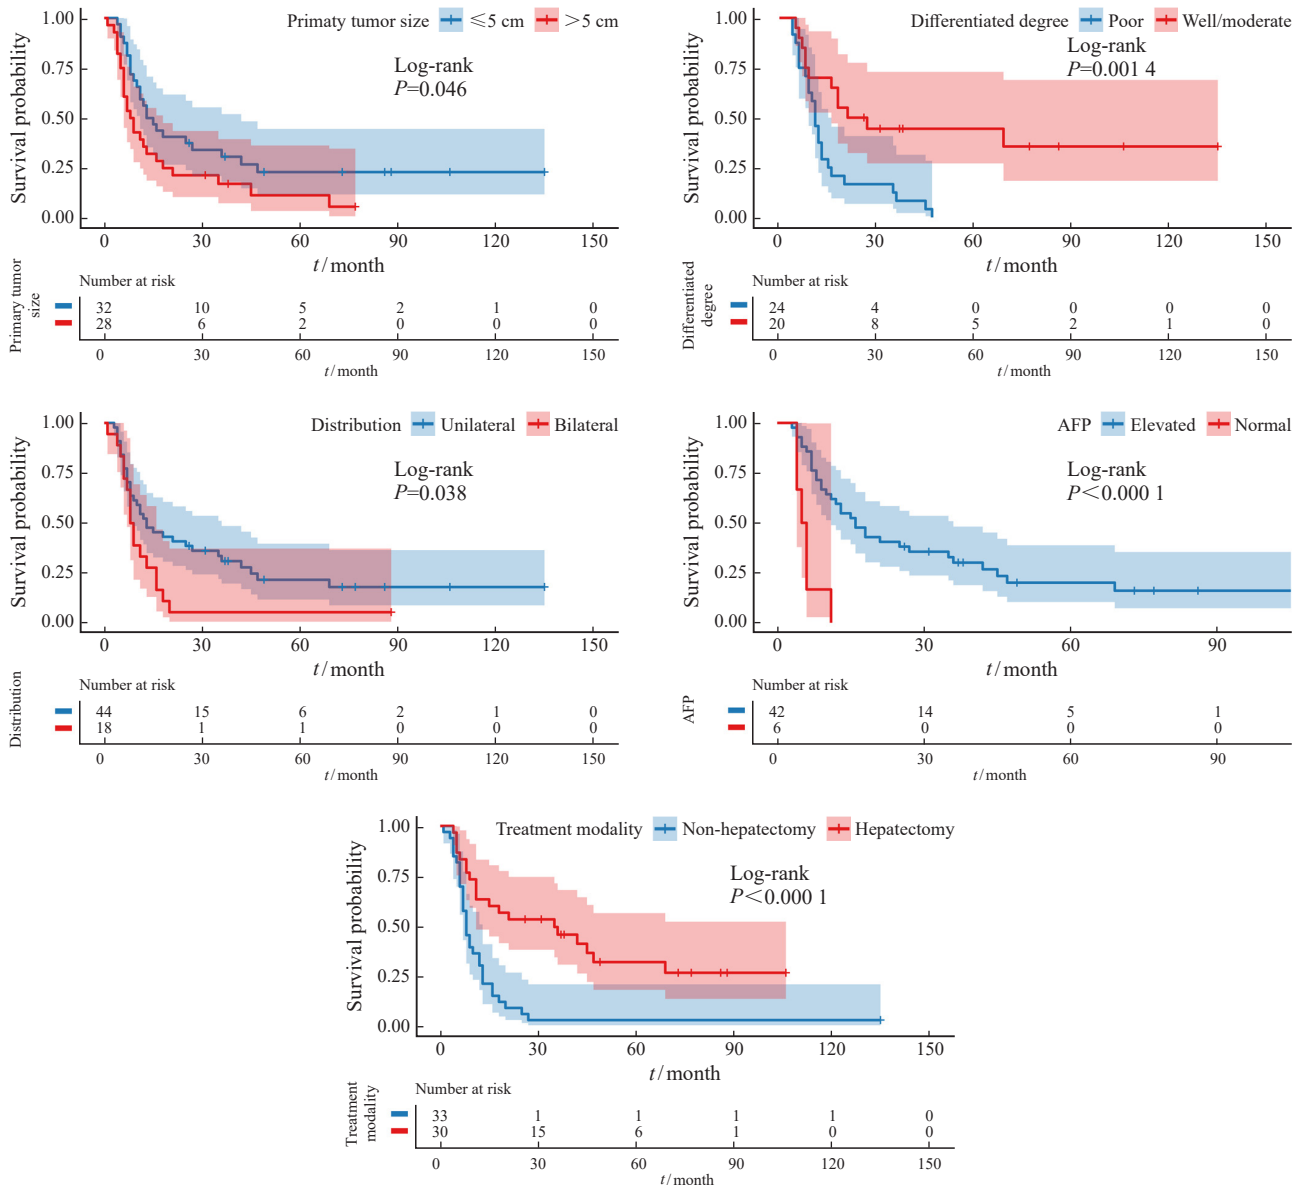 Primaty tumor size ≤5 cm >5 cm
Log-rank
P=0.046
Survival probability
1.00
0.75
0.50
0.25
0.00
0 30 60 90 120 150
t/month
Number at risk
Primary tumor
size
32 10 5 2 1 0
28 6 2 0 0 0
0 30 60 90 120 150
t/month
Differentiated degree Poor Well/moderate
Log-rank
P=0.001 4
Survival probability
1.00
0.75
0.50
0.25
0.00
0 30 60 90 120 150
t/month
Number at risk
Differentiated
degree
24 4 0 0 0 0
20 8 5 2 1 0
0 30 60 90 120 150
t/month
Distribution Unilateral Bilateral
Log-rank
P=0.038
Survival probability
1.00
0.75
0.50
0.25
0.00
0 30 60 90 120 150
t/month
Number at risk
Distribution
44 15 6 2 1 0
18 1 1 0 0 0
0 30 60 90 120 150
t/month
AFP Elevated Normal
Log-rank
P<0.000 1
Survival probability
1.00
0.75
0.50
0.25
0.00
0 30 60 90
t/month
Number at risk
AFP
42 14 5 1
6 0 0 0
0 30 60 90
t/month
Treatment modality Non-hepatectomy Hepatectomy
Log-rank
P<0.000 1
Survival probability
1.00
0.75
0.50
0.25
0.00
0 30 60 90 120 150
t/month
Number at risk
Treatment
modality
33 1 1 1 1 0
30 15 6 1 0 0
0 30 60 90 120 150
t/month